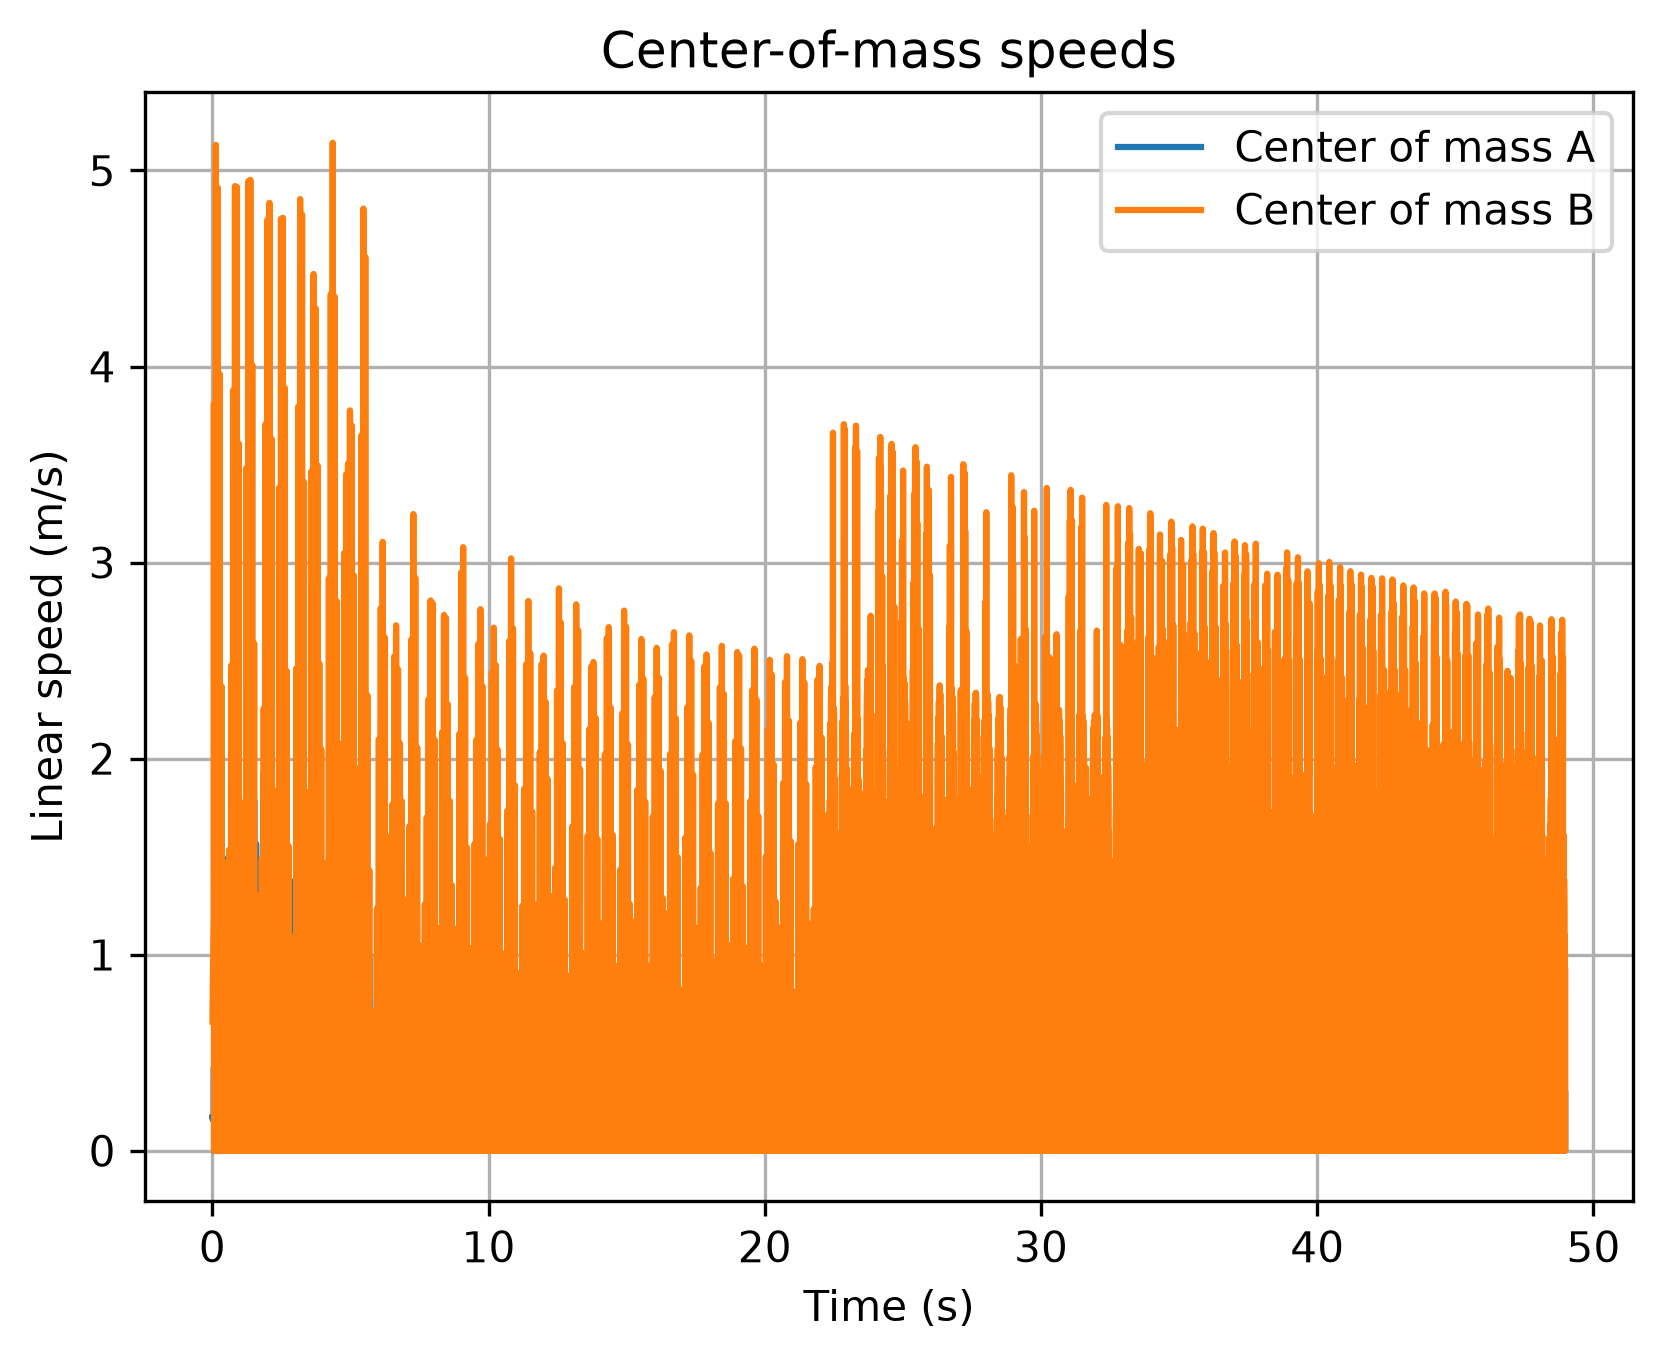 Center-of-mass speeds
Center of mass A
Center of mass B
Linear speed (m/s)
5
4
3
2
1
0
0 10 20 30 40 50
Time (s)